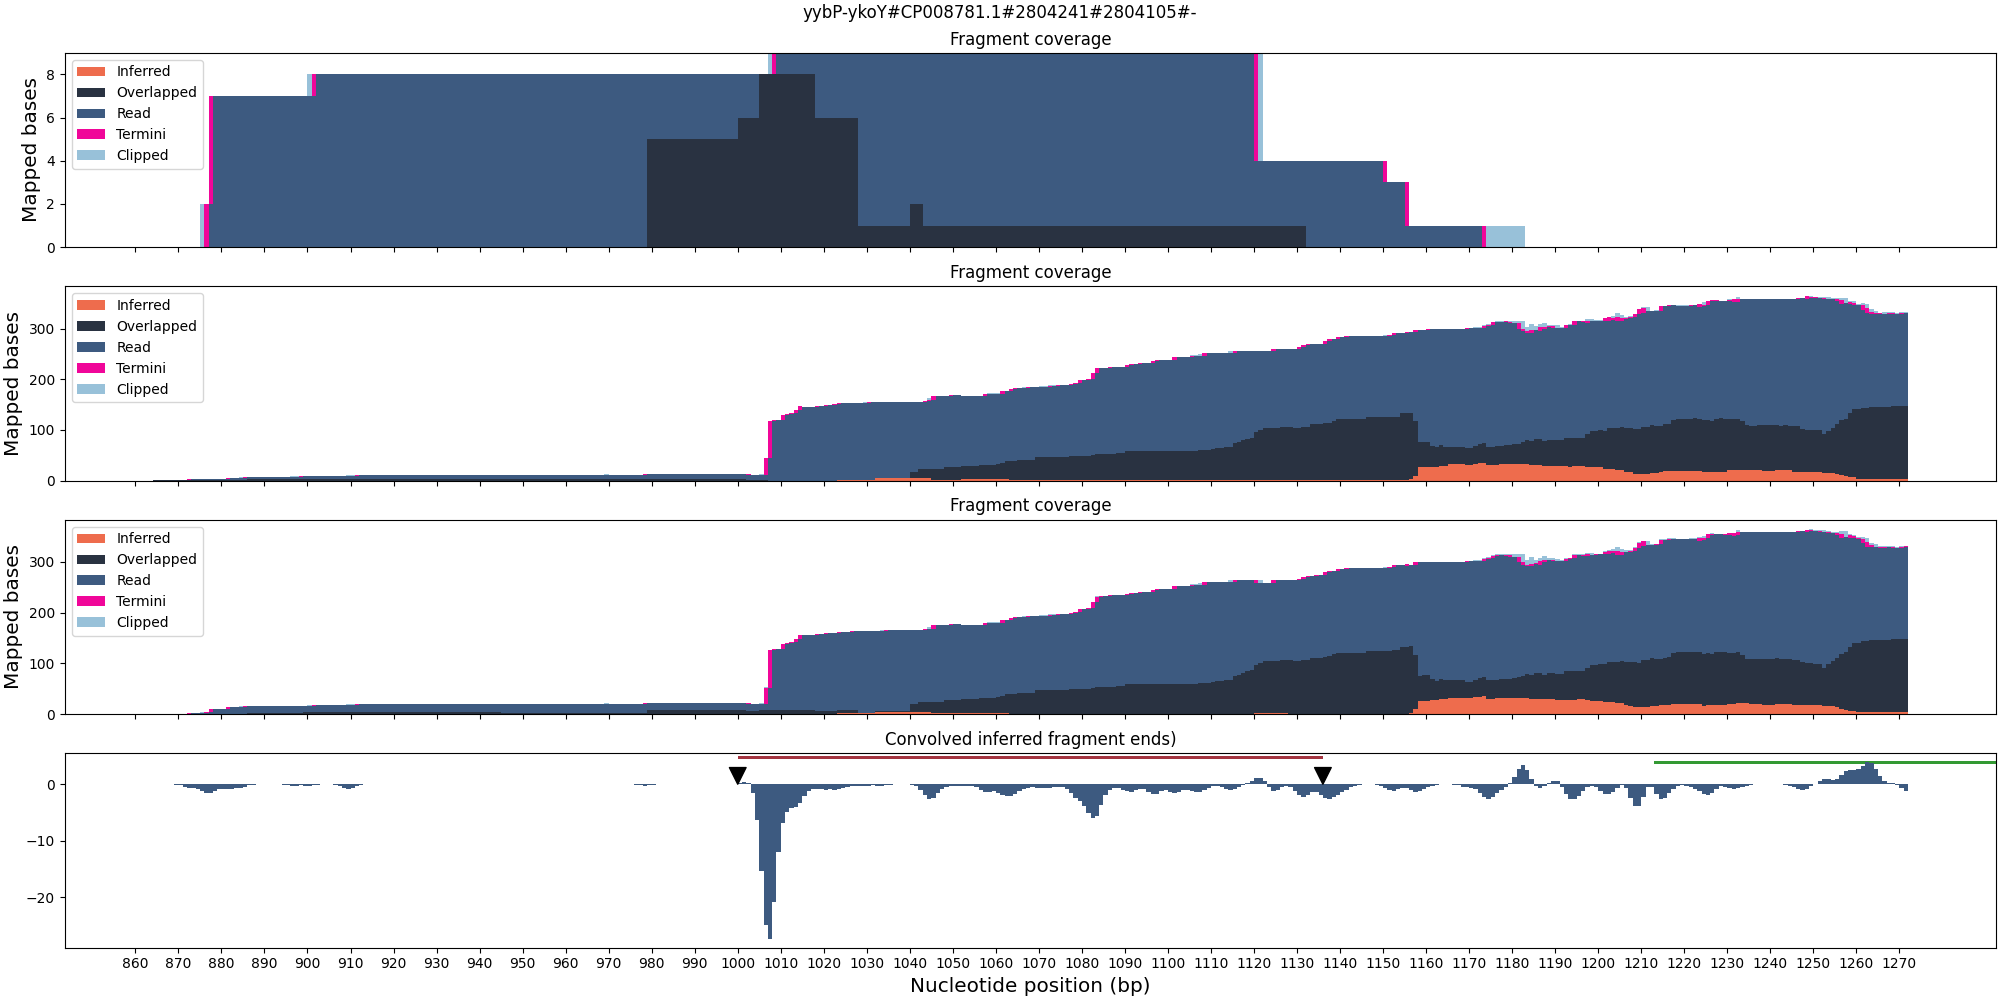 yybP-ykoY#CP008781.1#2804241#2804105#-
Fragment coverage
Mapped bases
8
6
4
2
0
Inferred
Overlapped
Read
Termini
Clipped
Fragment coverage
Mapped bases
300
200
100
0
Inferred
Overlapped
Read
Termini
Clipped
Fragment coverage
Mapped bases
300
200
100
0
Inferred
Overlapped
Read
Termini
Clipped
Convolved inferred fragment ends)
0
−10
−20
860 870 880 890 900 910 920 930 940 950 960 970 980 990 1000 1010 1020 1030 1040 1050 1060 1070 1080 1090 1100 1110 1120 1130 1140 1150 1160 1170 1180 1190 1200 1210 1220 1230 1240 1250 1260 1270
Nucleotide position (bp)